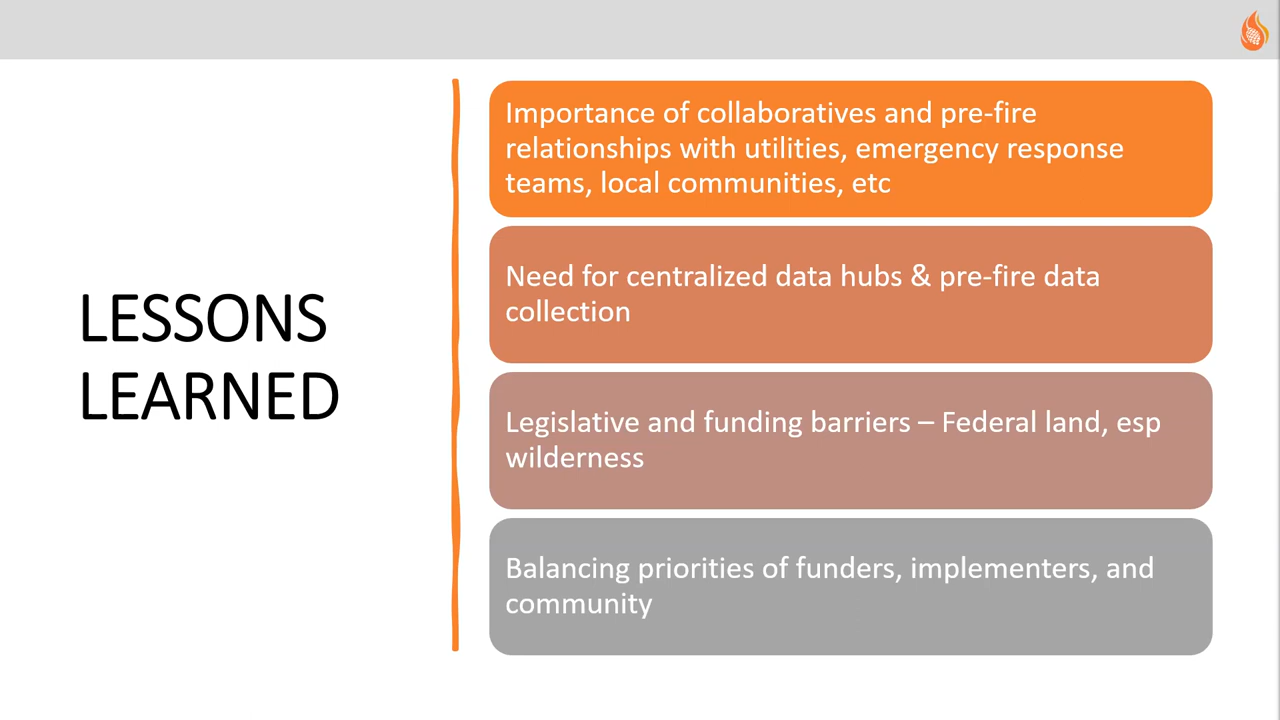 LESSONS
LEARNED
Importance of collaboratives and pre-fire
relationships with utilities, emergency response
teams, local communities, etc
Need for centralized data hubs & pre-fire data
collection
Legislative and funding barriers – Federal land, esp
wilderness
Balancing priorities of funders, implementers, and
community